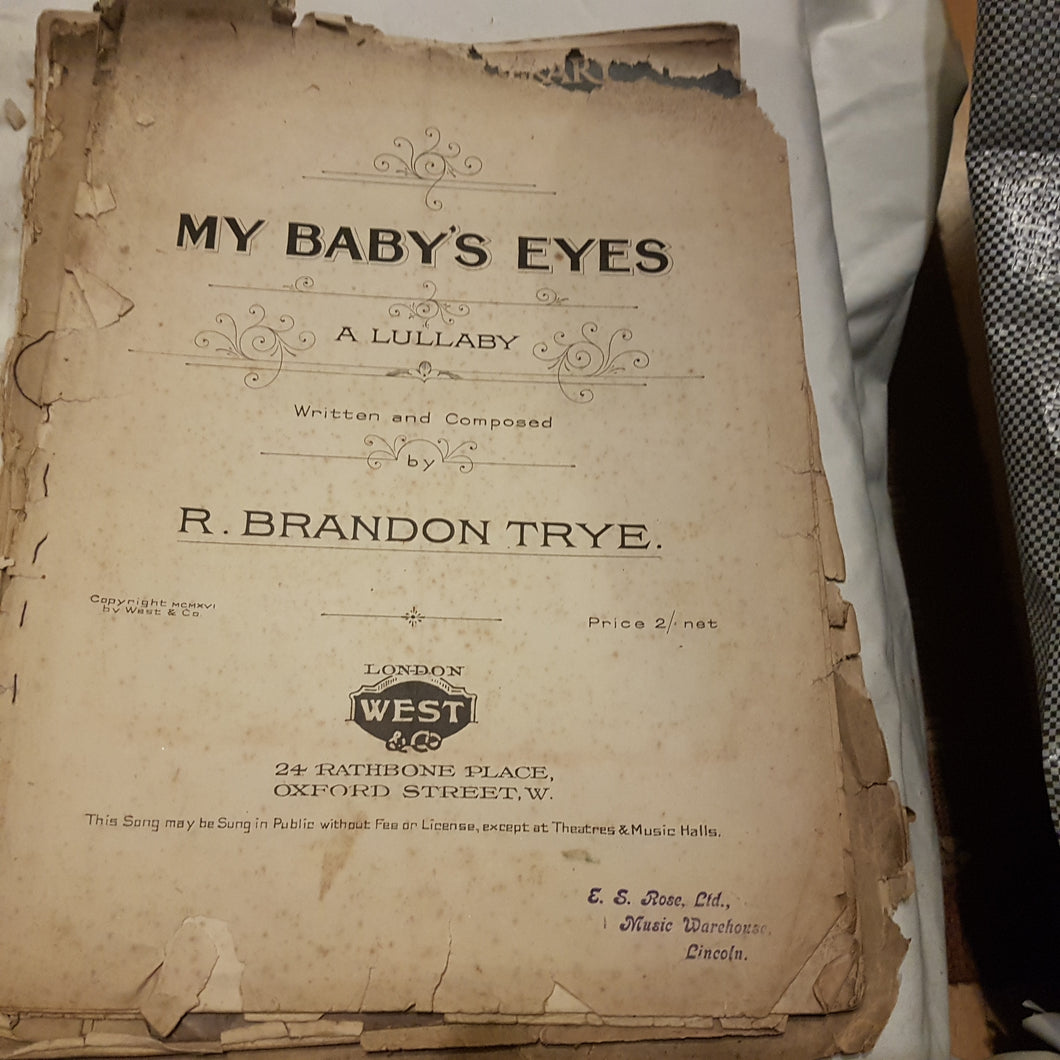 MY BABY'S EYES
A LULLABY
Written and Composed
by
R. BRANDON TRYE.
Copyright MCMXVI
by West & Co.
Price 2/- net
LONDON
WEST
& Co
24 RATHBONE PLACE,
OXFORD STREET, W.
This Song may be Sung in Public without Fee or License, except at Theatres & Music Halls.
E. S. Rose, Ltd.,
Music Warehouse,
Lincoln.